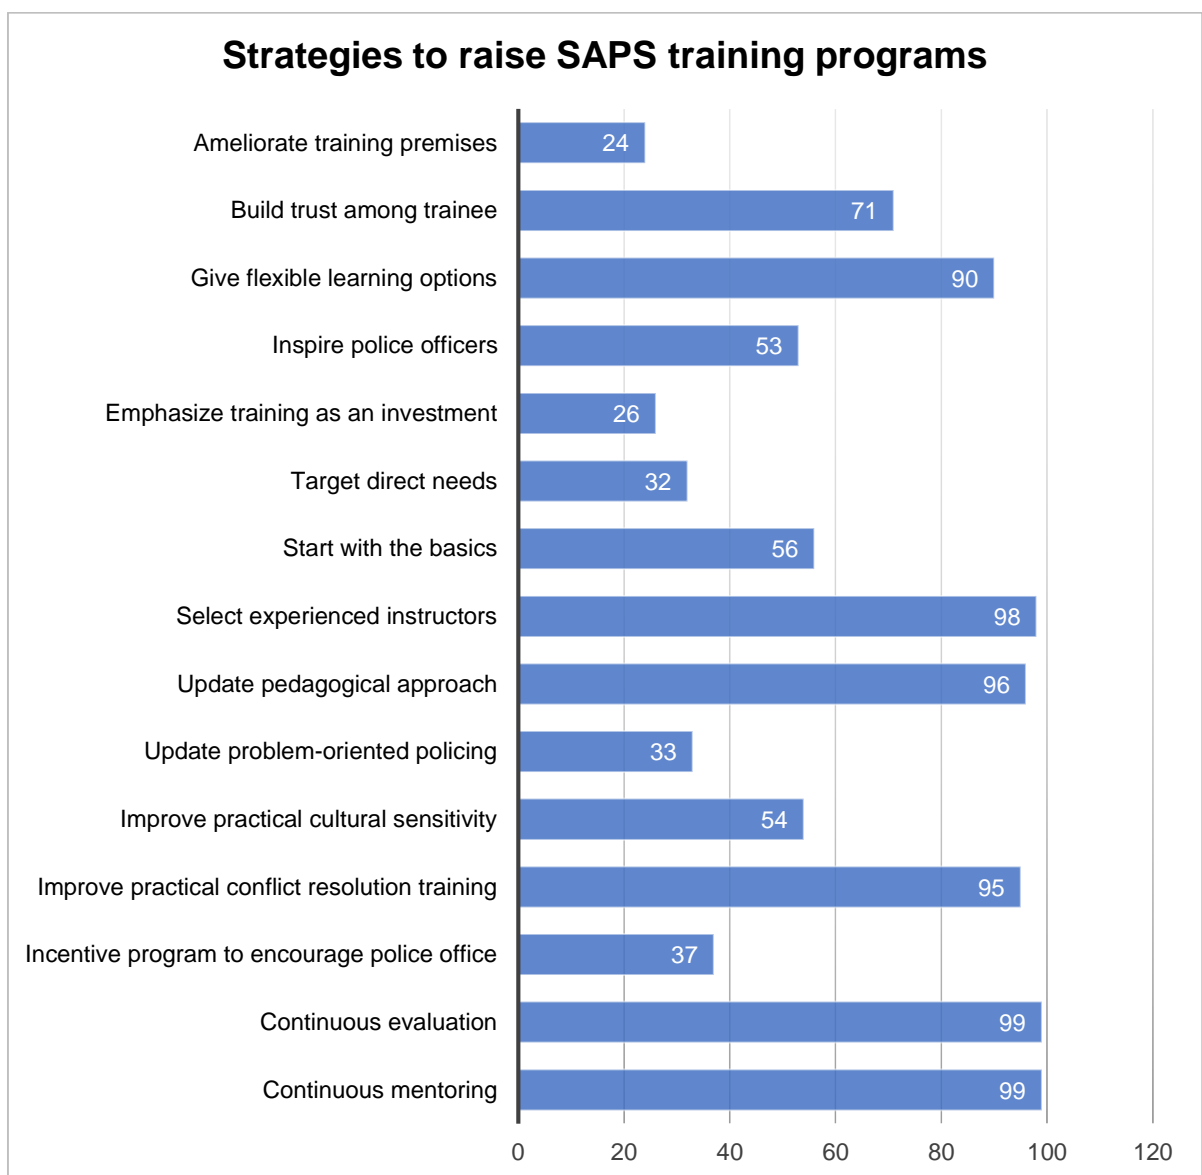 Strategies to raise SAPS training programs
Ameliorate training premises 24
Build trust among trainee 71
Give flexible learning options 90
Inspire police officers 53
Emphasize training as an investment 26
Target direct needs 32
Start with the basics 56
Select experienced instructors 98
Update pedagogical approach 96
Update problem-oriented policing 33
Improve practical cultural sensitivity 54
Improve practical conflict resolution training 95
Incentive program to encourage police office 37
Continuous evaluation 99
Continuous mentoring 99
0 20 40 60 80 100 120